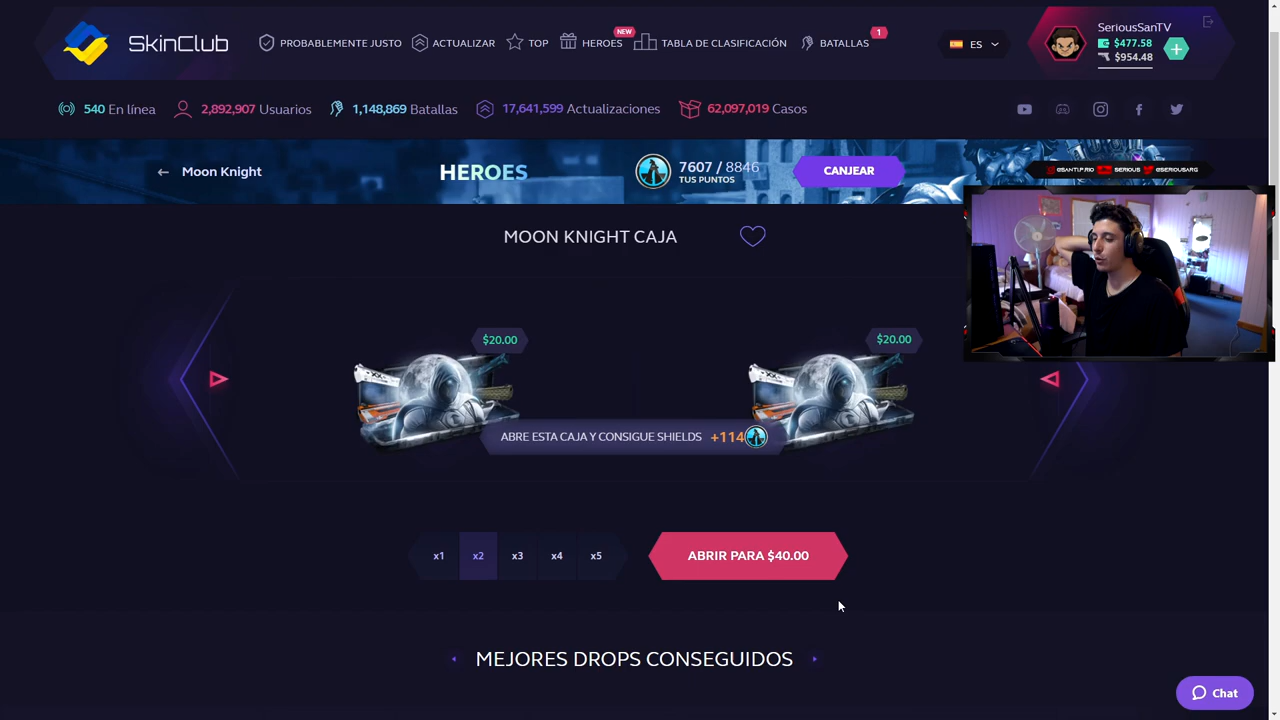 SkinClub
PROBABLEMENTE JUSTO
ACTUALIZAR
TOP
HEROES
NEW
TABLA DE CLASIFICACIÓN
BATALLAS
1
ES
SeriousSanTV
$477.58
$954.48
540 En línea
2,892,907 Usuarios
1,148,869 Batallas
17,641,599 Actualizaciones
62,097,019 Casos
Moon Knight
HEROES
7607 / 8846
TUS PUNTOS
CANJEAR
SERIOUS
@SERIOUSARG
MOON KNIGHT CAJA
$20.00
$20.00
ABRE ESTA CAJA Y CONSIGUE SHIELDS +114
x1
x2
x3
x4
x5
ABRIR PARA $40.00
MEJORES DROPS CONSEGUIDOS
Chat